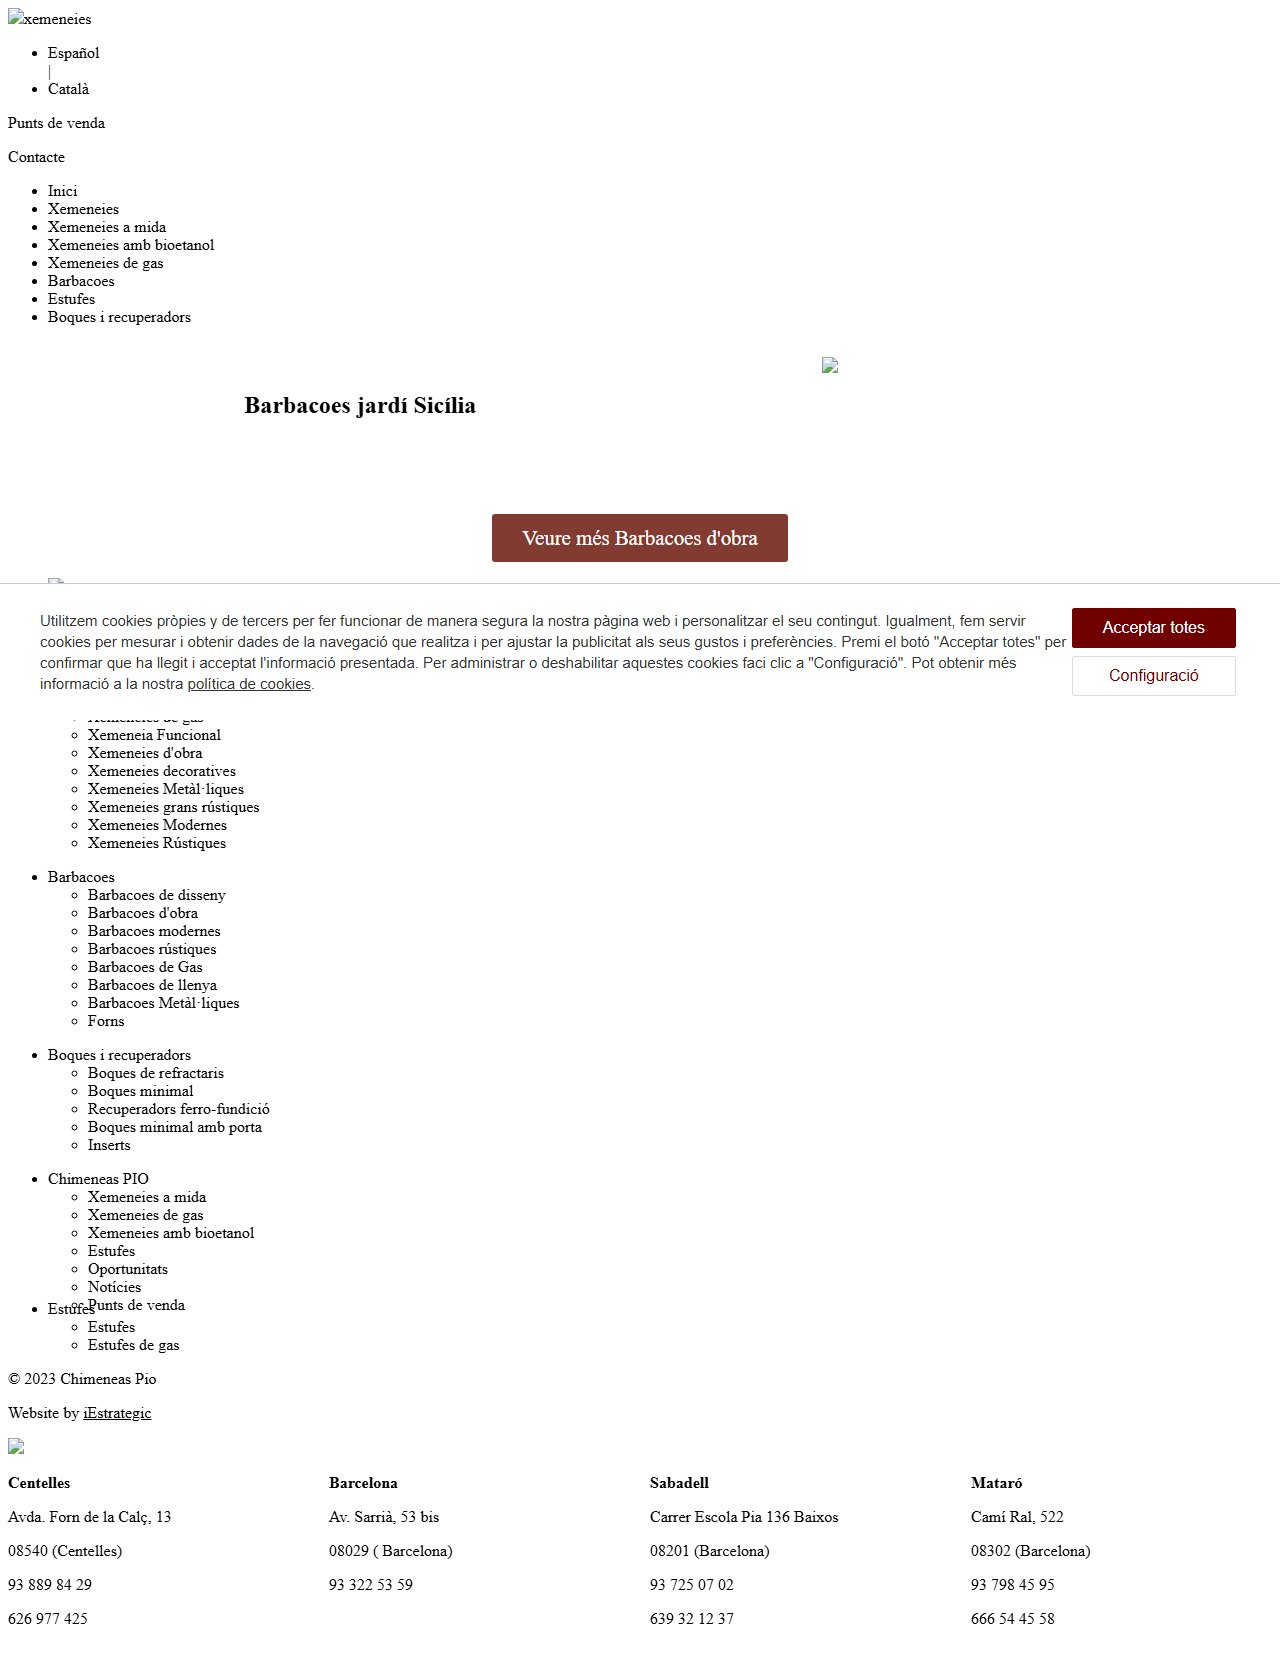 xemeneies
Español
|
Català
Punts de venda
Contacte
Inici
Xemeneies
Xemeneies a mida
Xemeneies amb bioetanol
Xemeneies de gas
Barbacoes
Estufes
Boques i recuperadors
Barbacoes jardí Sicília
Veure més Barbacoes d'obra
Utilitzem cookies pròpies y de tercers per fer funcionar de manera segura la nostra pàgina web i personalitzar el seu contingut. Igualment, fem servir
cookies per mesurar i obtenir dades de la navegació que realitza i per ajustar la publicitat als seus gustos i preferències. Premi el botó "Acceptar totes" per
confirmar que ha llegit i acceptat l'informació presentada. Per administrar o deshabilitar aquestes cookies faci clic a "Configuració". Pot obtenir més
informació a la nostra política de cookies.
Acceptar totes
Configuració
Xemeneies de gas
Xemeneia Funcional
Xemeneies d'obra
Xemeneies decoratives
Xemeneies Metàl·liques
Xemeneies grans rústiques
Xemeneies Modernes
Xemeneies Rústiques
Barbacoes
Barbacoes de disseny
Barbacoes d'obra
Barbacoes modernes
Barbacoes rústiques
Barbacoes de Gas
Barbacoes de llenya
Barbacoes Metàl·liques
Forns
Boques i recuperadors
Boques de refractaris
Boques minimal
Recuperadors ferro-fundició
Boques minimal amb porta
Inserts
Chimeneas PIO
Xemeneies a mida
Xemeneies de gas
Xemeneies amb bioetanol
Estufes
Oportunitats
Notícies
Punts de venda
Estufes
Estufes
Estufes de gas
© 2023 Chimeneas Pio
Website by iEstrategic
Centelles
Avda. Forn de la Calç, 13
08540 (Centelles)
93 889 84 29
626 977 425
Barcelona
Av. Sarrià, 53 bis
08029 ( Barcelona)
93 322 53 59
Sabadell
Carrer Escola Pia 136 Baixos
08201 (Barcelona)
93 725 07 02
639 32 12 37
Mataró
Camí Ral, 522
08302 (Barcelona)
93 798 45 95
666 54 45 58